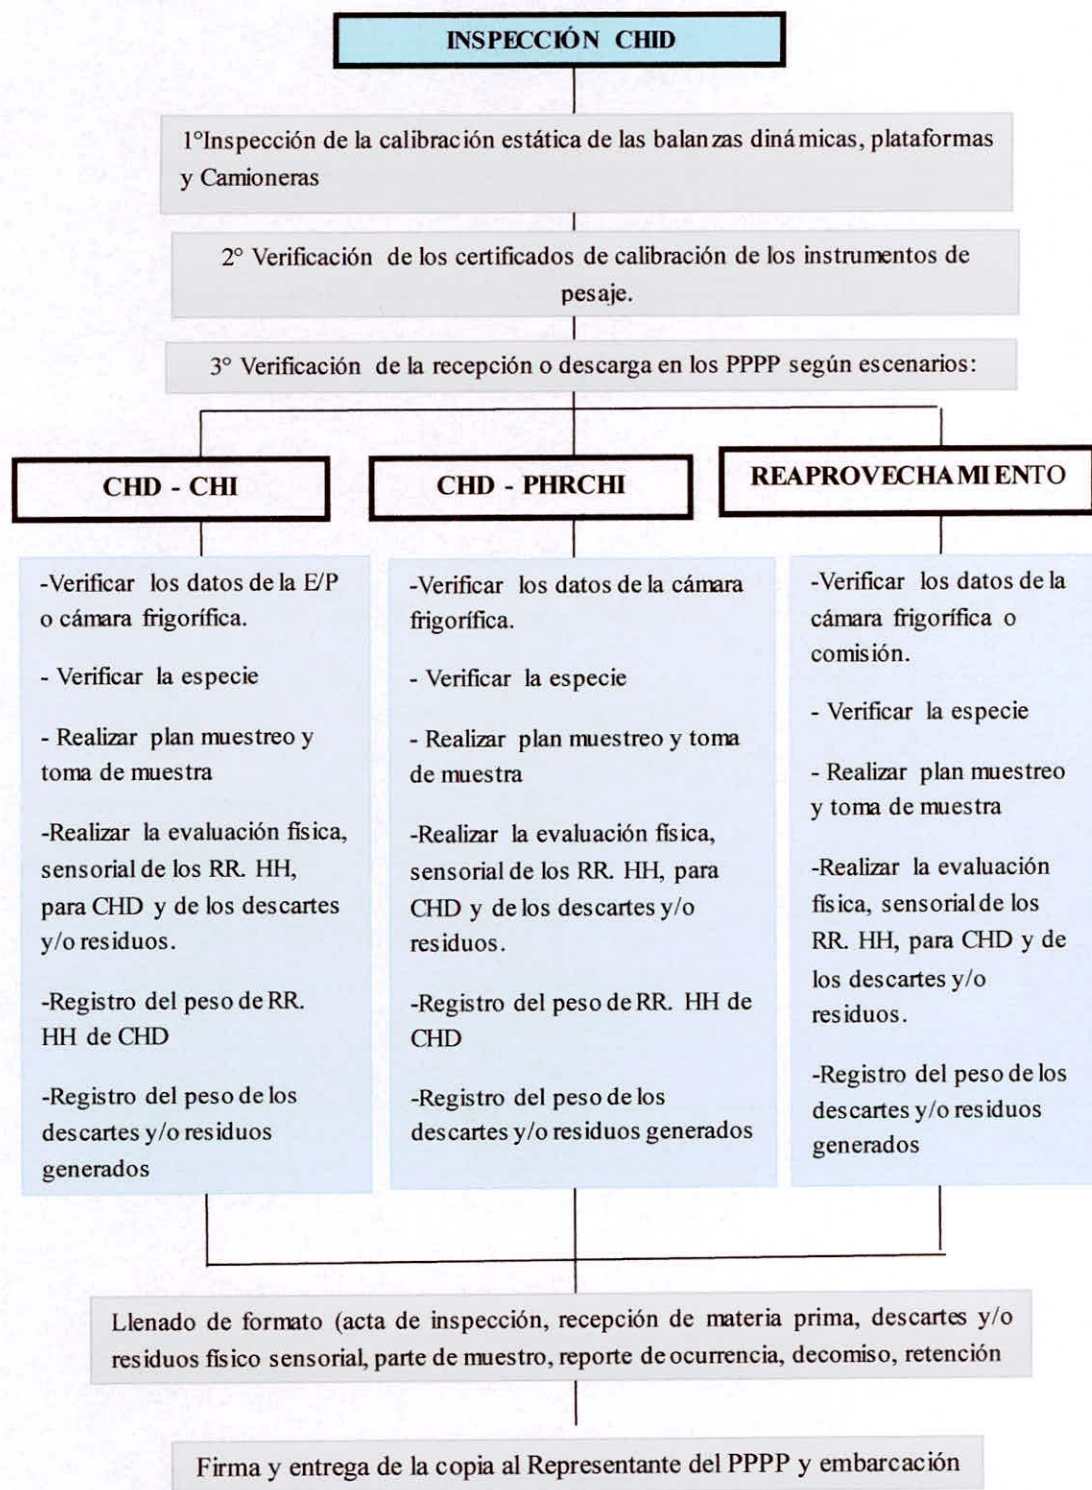 INSPECCIÓN CHID
1°Inspección de la calibración estática de las balanzas dinámicas, plataformas
y Camioneras
2° Verificación de los certificados de calibración de los instrumentos de
pesaje.
3° Verificación de la recepción o descarga en los PPPP según escenarios:
CHD - CHI
-Verificar los datos de la E/P
o cámara frigorífica.
- Verificar la especie
- Realizar plan muestreo y
toma de muestra
-Realizar la evaluación física,
sensorial de los RR. HH,
para CHD y de los descartes
y/o residuos.
-Registro del peso de RR.
HH de CHD
-Registro del peso de los
descartes y/o residuos
generados
CHD - PHRCHI
-Verificar los datos de la cámara
frigorífica.
- Verificar la especie
- Realizar plan muestreo y toma
de muestra
-Realizar la evaluación física,
sensorial de los RR. HH, para
CHD y de los descartes y/o
residuos.
-Registro del peso de RR. HH de
CHD
-Registro del peso de los
descartes y/o residuos generados
REAPROVECHAMIENTO
-Verificar los datos de la
cámara frigorífica o
comisión.
- Verificar la especie
- Realizar plan muestreo
y toma de muestra
-Realizar la evaluación
física, sensorial de los
RR. HH, para CHD y de
los descartes y/o
residuos.
-Registro del peso de los
descartes y/o residuos
generados
Llenado de formato (acta de inspección, recepción de materia prima, descartes y/o
residuos físico sensorial, parte de muestro, reporte de ocurrencia, decomiso, retención
Firma y entrega de la copia al Representante del PPPP y embarcación